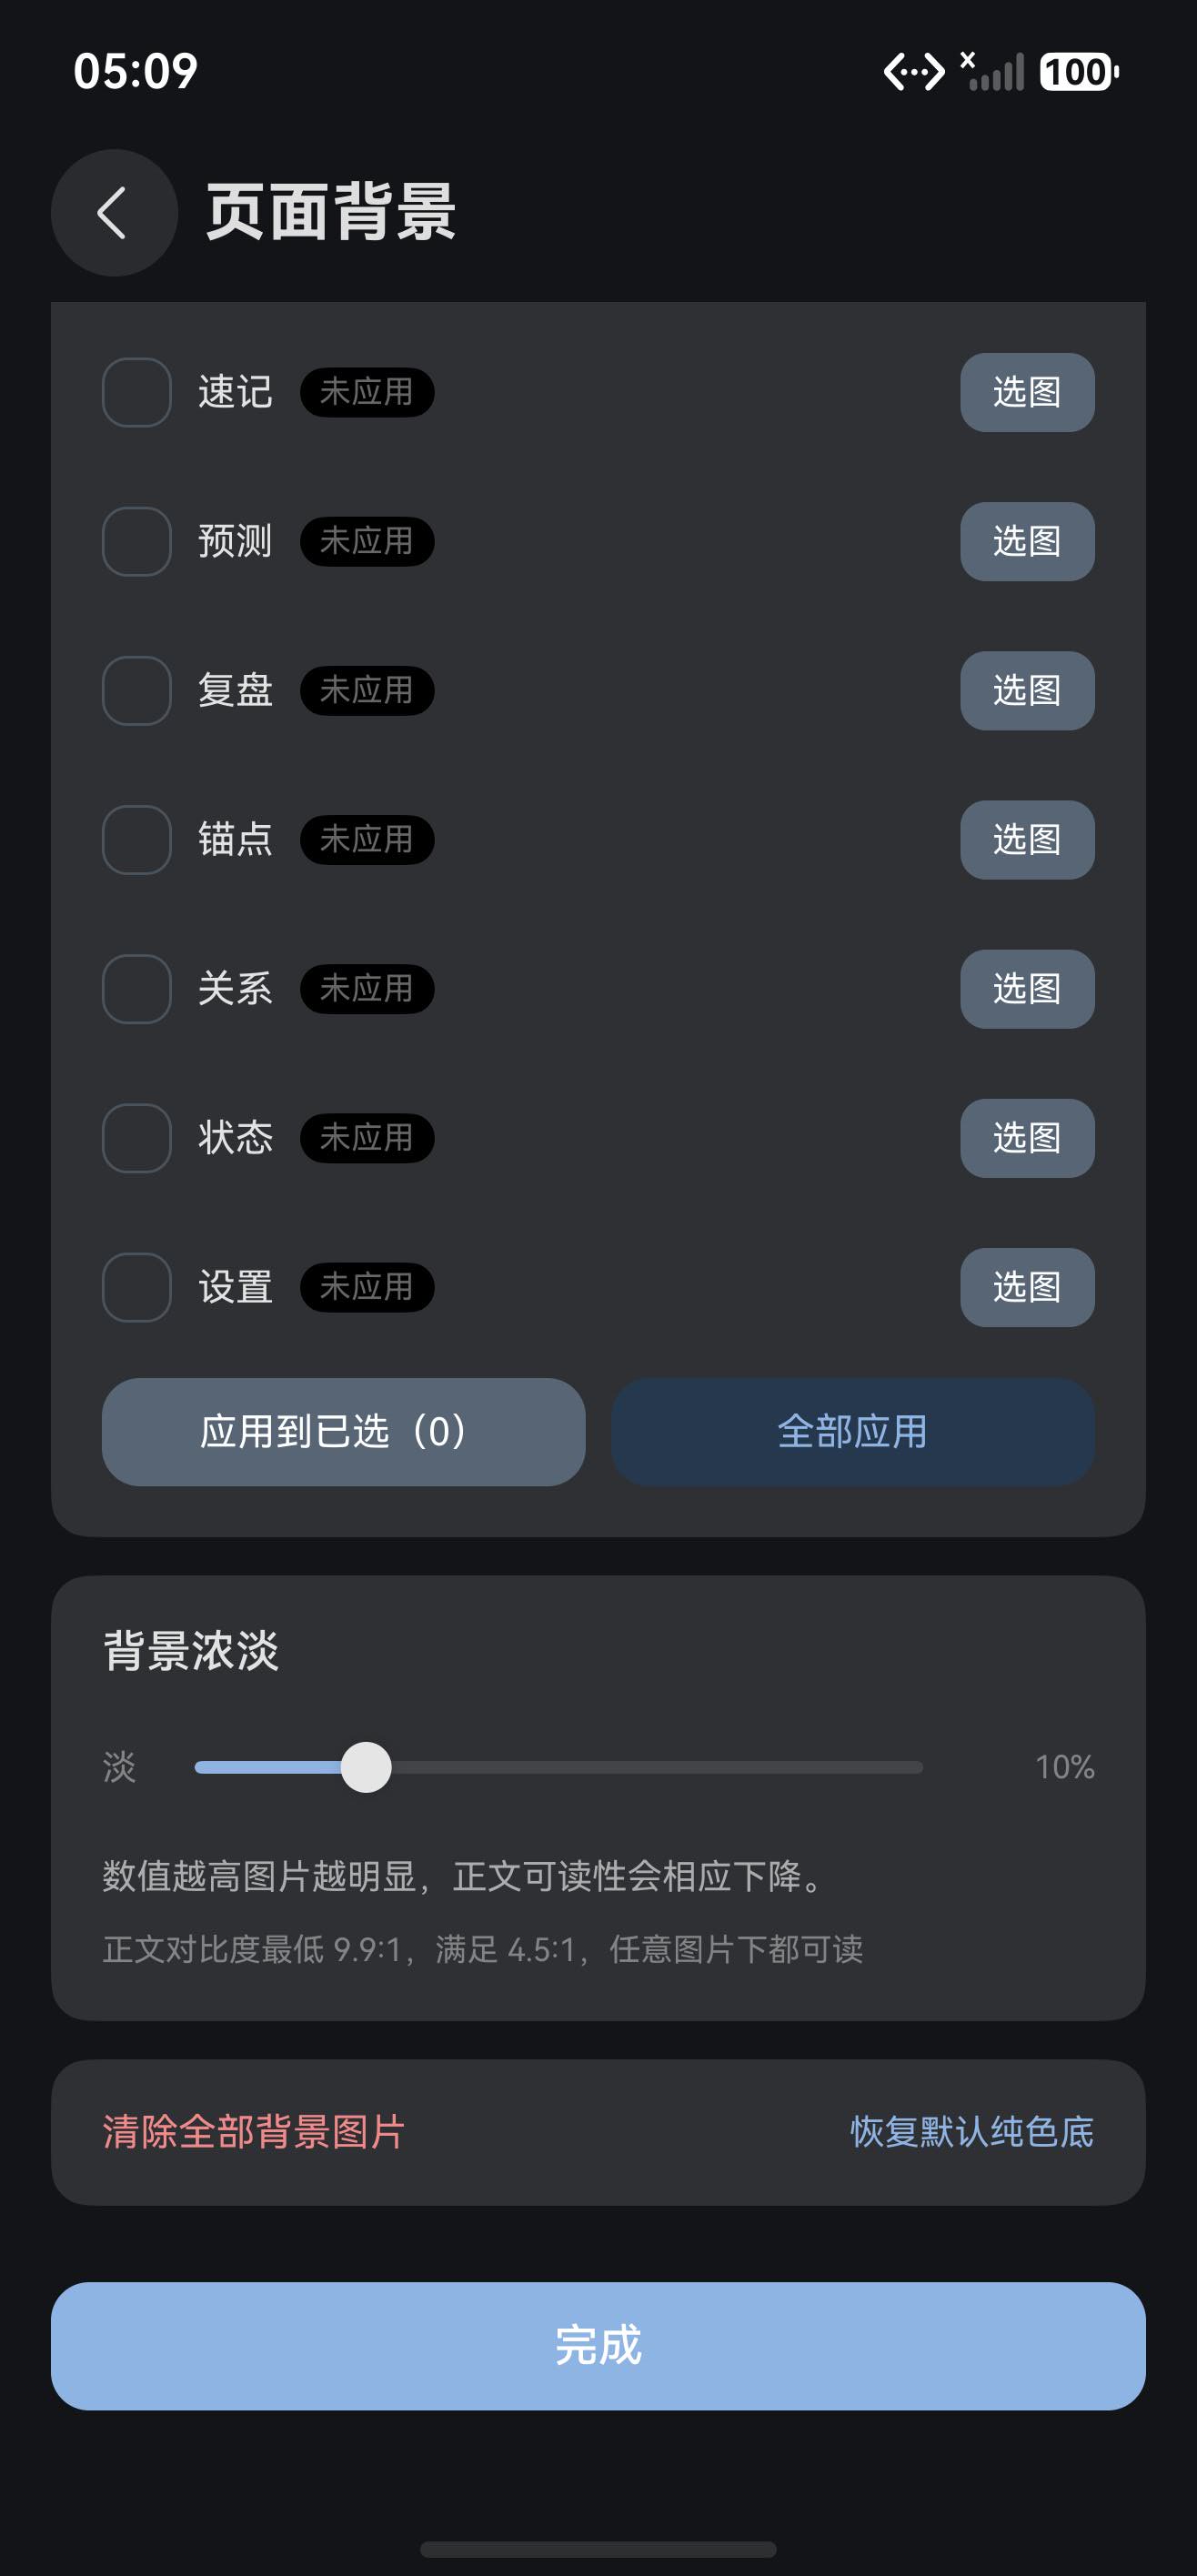 05:09
100
页面背景
速记 未应用 选图
预测 未应用 选图
复盘 未应用 选图
锚点 未应用 选图
关系 未应用 选图
状态 未应用 选图
设置 未应用 选图
应用到已选（0） 全部应用
背景浓淡
淡 10%
数值越高图片越明显，正文可读性会相应下降。
正文对比度最低 9.9:1，满足 4.5:1，任意图片下都可读
清除全部背景图片 恢复默认纯色底
完成